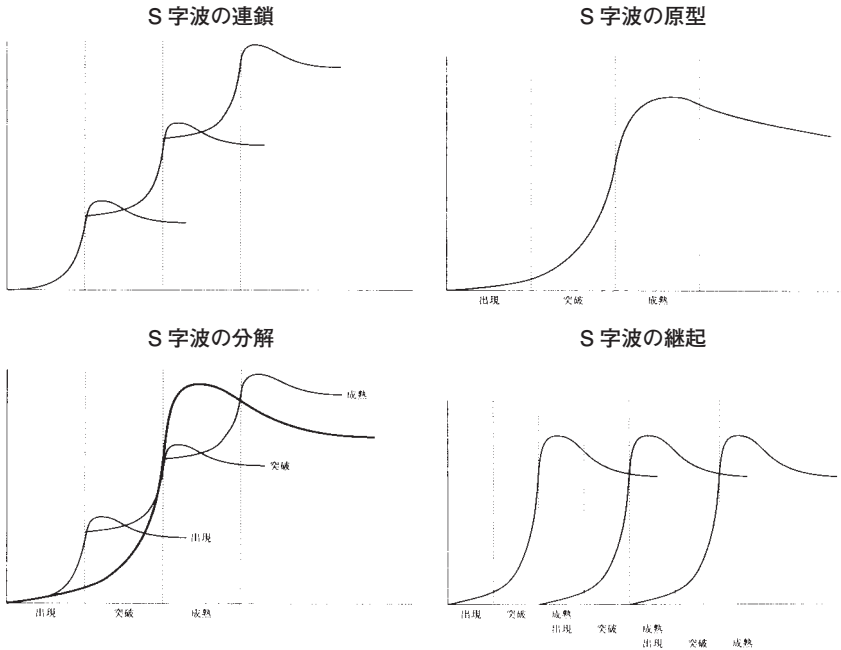 S 字波の連鎖
S 字波の原型
出現 突破 成熟
S 字波の分解
成熟
突破
出現
出現 突破 成熟
S 字波の継起
出現 突破 成熟
出現 突破 成熟
出現 突破 成熟